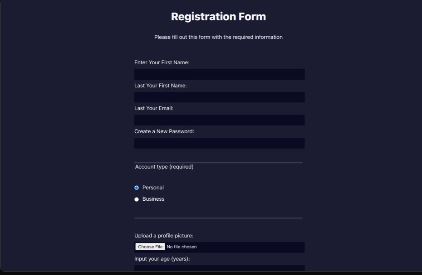 Registration Form
Please fill out this form with the required information
Enter Your First Name:
Last Your First Name:
Last Your Email:
Create a New Password:
Account type (required)
Personal
Business
Upload a profile picture:
Choose File No file chosen
Input your age (years):